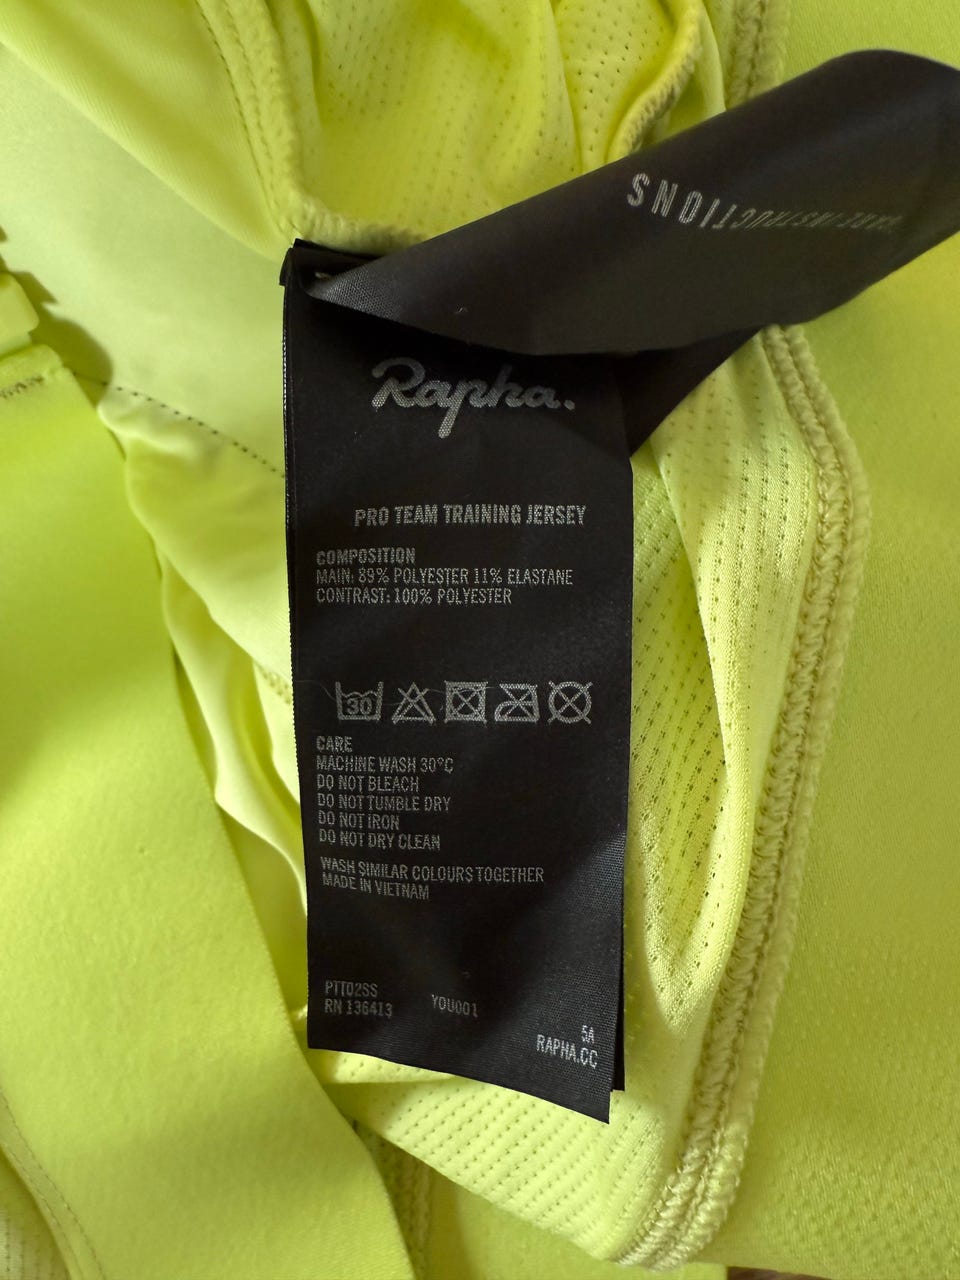 CARE INSTRUCTIONS
Rapha.
PRO TEAM TRAINING JERSEY
COMPOSITION
MAIN: 89% POLYESTER 11% ELASTANE
CONTRAST: 100% POLYESTER
30
CARE
MACHINE WASH 30°C
DO NOT BLEACH
DO NOT TUMBLE DRY
DO NOT IRON
DO NOT DRY CLEAN
WASH SIMILAR COLOURS TOGETHER
MADE IN VIETNAM
PTT02SS
RN 136413
YOU001
5A
RAPHA.CC